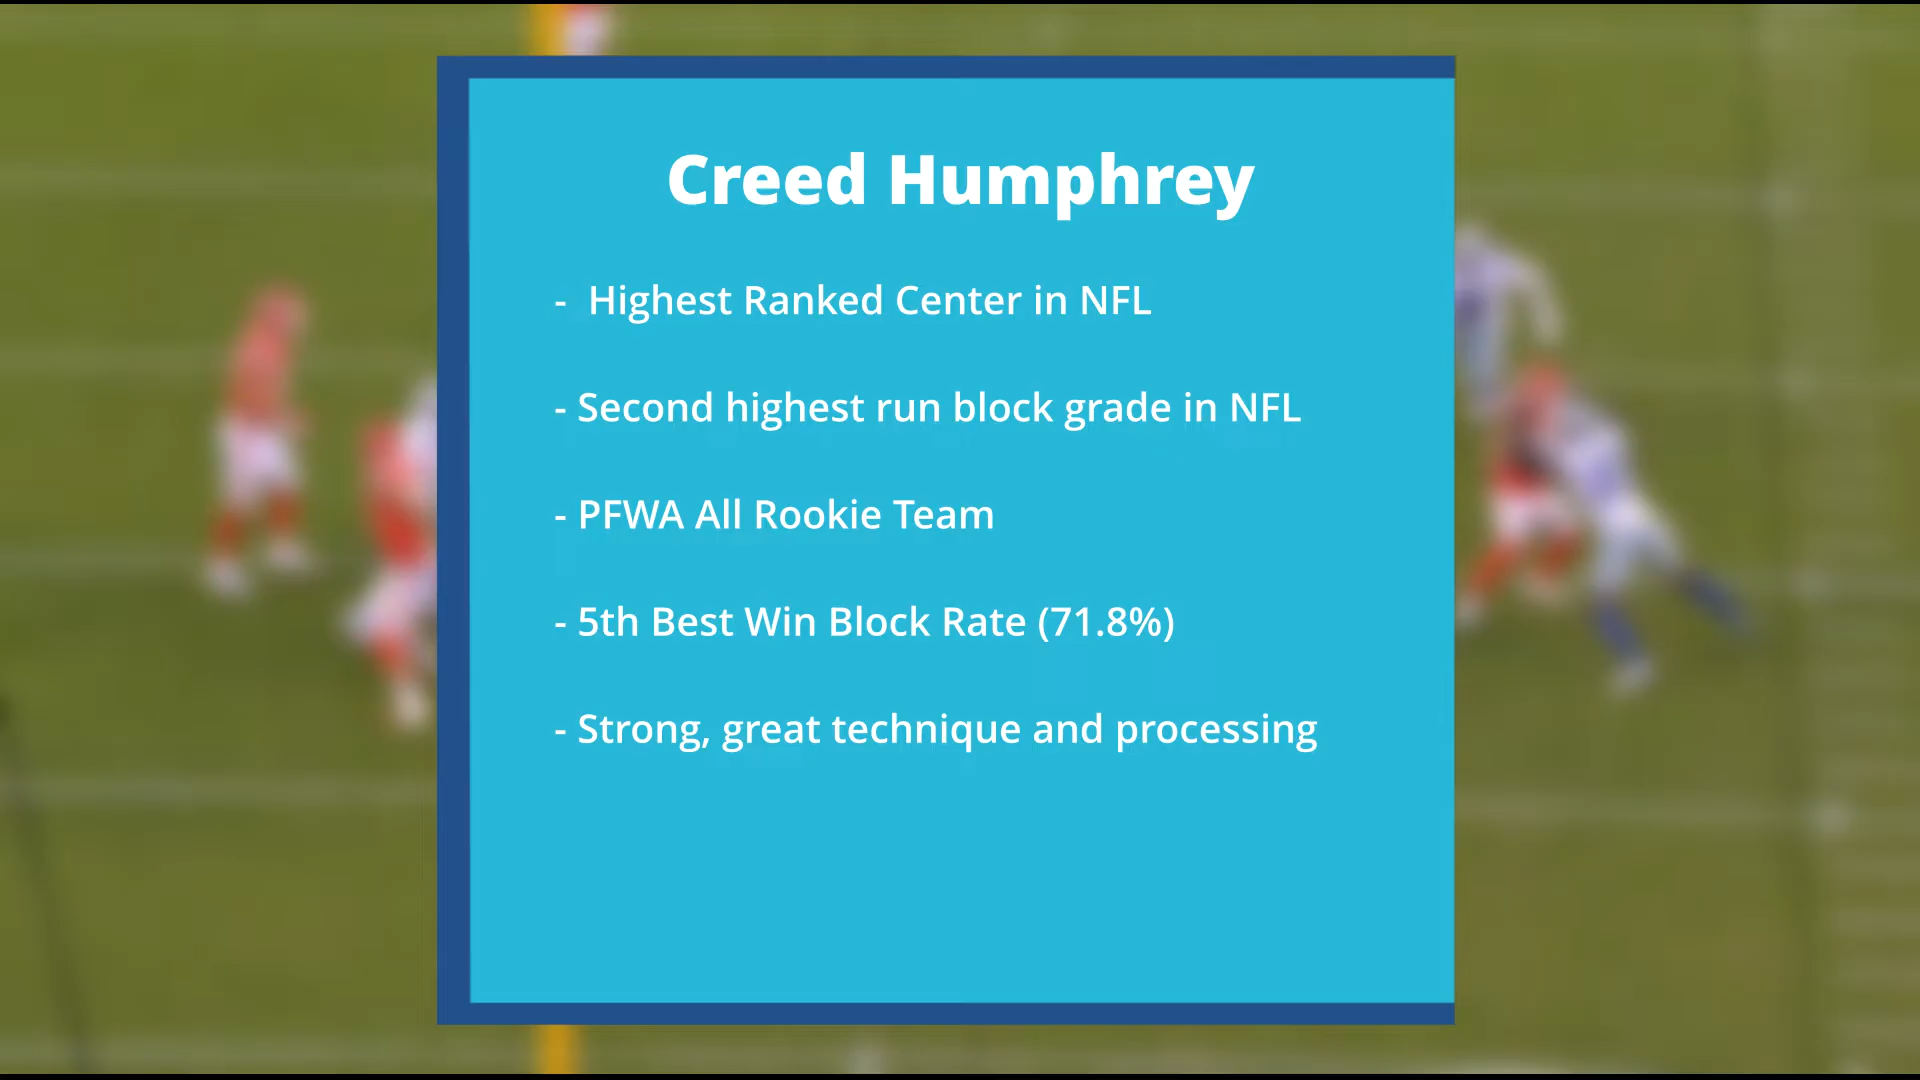 Creed Humphrey
-  Highest Ranked Center in NFL
- Second highest run block grade in NFL
- PFWA All Rookie Team
- 5th Best Win Block Rate (71.8%)
- Strong, great technique and processing